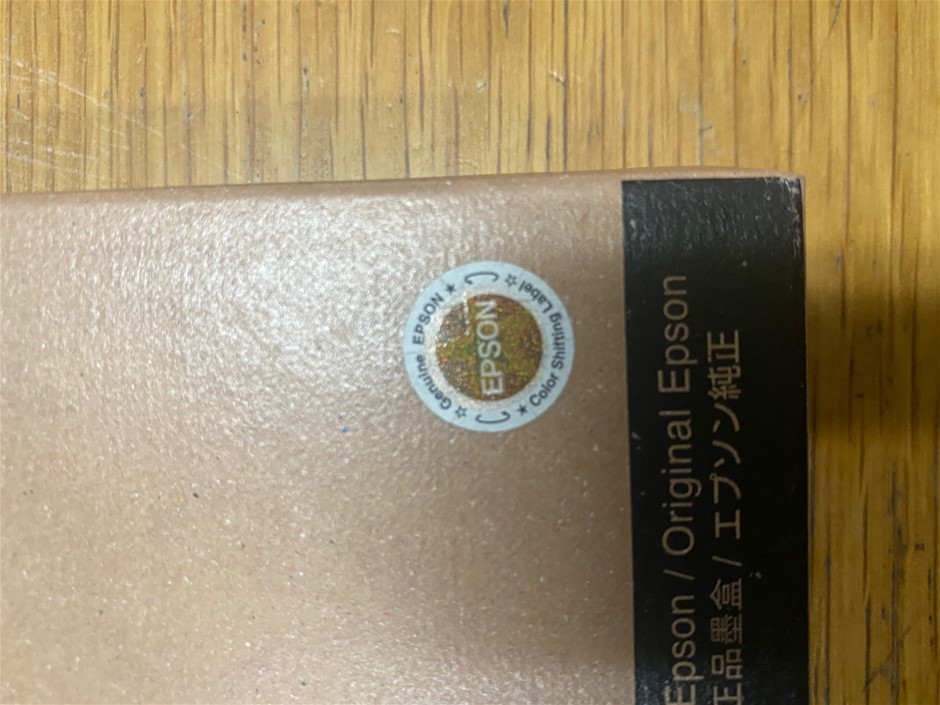 ☆ Genuine EPSON ★
EPSON
★ Color Shifting Label ☆
Epson / Original Epson
正品墨盒 / エプソン純正